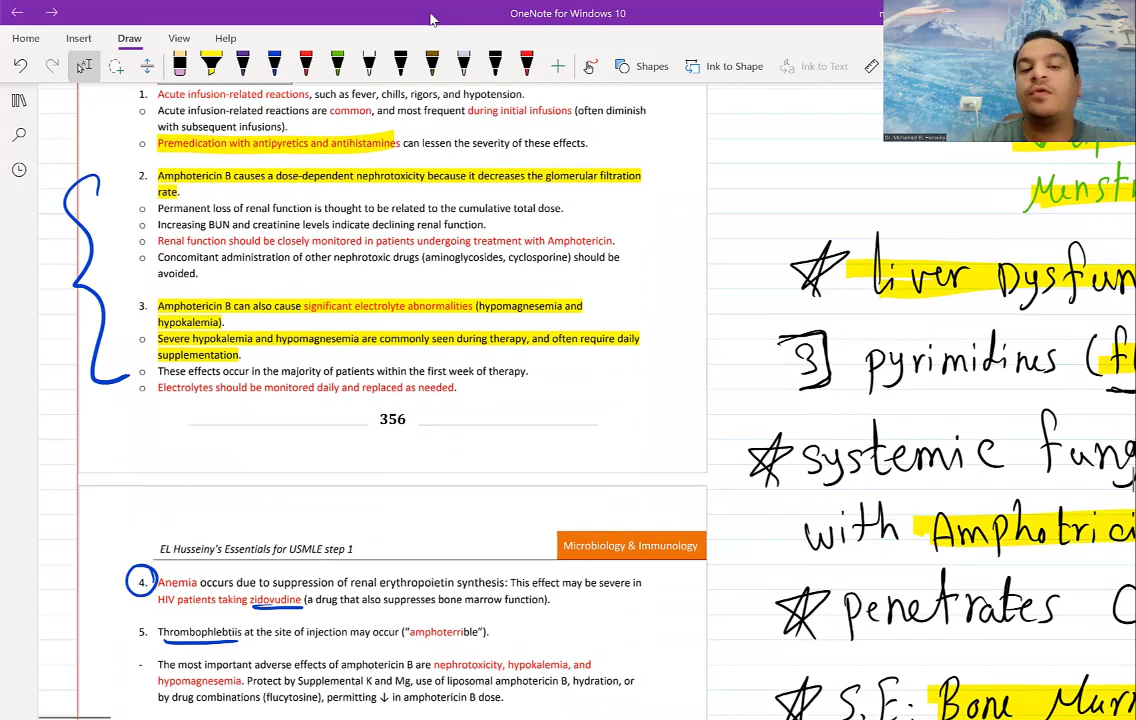 OneNote for Windows 10
Home Insert Draw View Help
Shapes Ink to Shape Ink to Text
Dr. Mohamed EL Husseiny
1. Acute infusion-related reactions, such as fever, chills, rigors, and hypotension.
o Acute infusion-related reactions are common, and most frequent during initial infusions (often diminish
with subsequent infusions).
o Premedication with antipyretics and antihistamines can lessen the severity of these effects.
2. Amphotericin B causes a dose-dependent nephrotoxicity because it decreases the glomerular filtration
rate.
o Permanent loss of renal function is thought to be related to the cumulative total dose.
o Increasing BUN and creatinine levels indicate declining renal function.
o Renal function should be closely monitored in patients undergoing treatment with Amphotericin.
o Concomitant administration of other nephrotoxic drugs (aminoglycosides, cyclosporine) should be
avoided.
3. Amphotericin B can also cause significant electrolyte abnormalities (hypomagnesemia and
hypokalemia).
o Severe hypokalemia and hypomagnesemia are commonly seen during therapy, and often require daily
supplementation.
o These effects occur in the majority of patients within the first week of therapy.
o Electrolytes should be monitored daily and replaced as needed.
356
EL Husseiny's Essentials for USMLE step 1
Microbiology & Immunology
4. Anemia occurs due to suppression of renal erythropoietin synthesis: This effect may be severe in
HIV patients taking zidovudine (a drug that also suppresses bone marrow function).
5. Thrombophlebtiis at the site of injection may occur ("amphoterrible").
- The most important adverse effects of amphotericin B are nephrotoxicity, hypokalemia, and
hypomagnesemia. Protect by Supplemental K and Mg, use of liposomal amphotericin B, hydration, or
by drug combinations (flucytosine), permitting ↓ in amphotericin B dose.
Menst
liver Dysfun
3 pyrimidines (f
systemic fung
with Amphotrici
penetrates C
S.E: Bone Murr